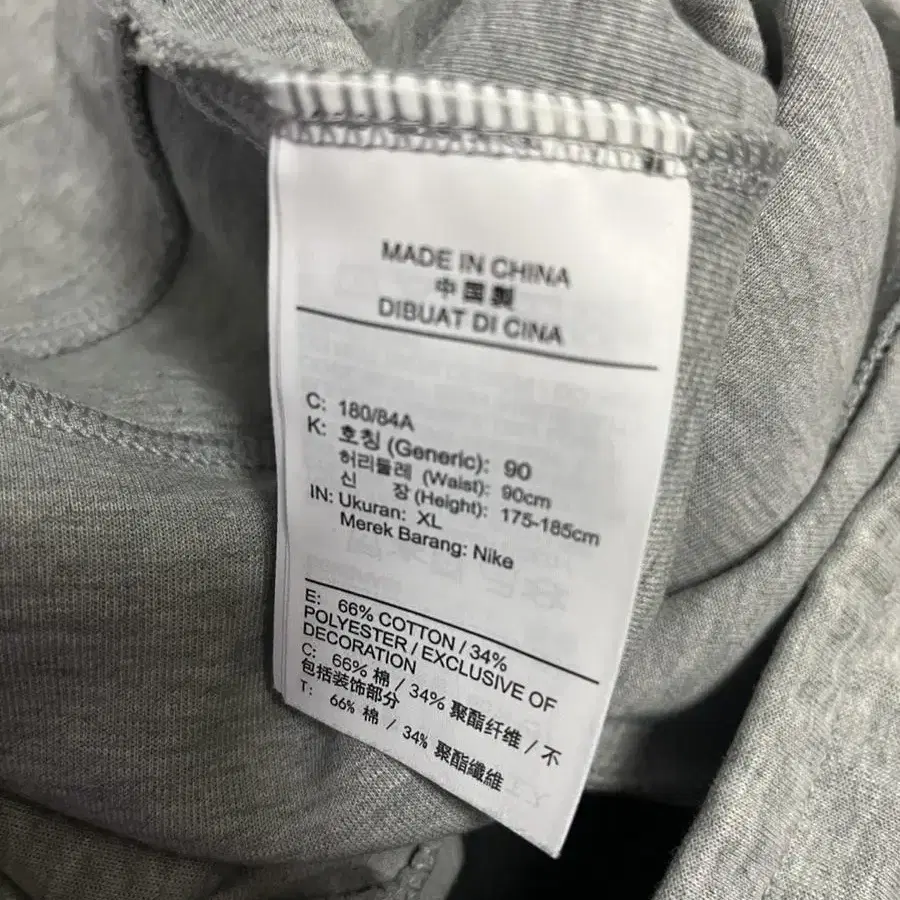 MADE IN CHINA
中国製
DIBUAT DI CINA
C: 180/84A
K: 호칭 (Generic): 90
허리둘레 (Waist): 90cm
신 장 (Height): 175-185cm
IN: Ukuran: XL
Merek Barang: Nike
E: 66% COTTON / 34%
POLYESTER / EXCLUSIVE OF
DECORATION
C: 66% 棉 / 34% 聚酯纤维 / 不
包括装饰部分
T: 66% 棉 / 34% 聚酯纖維